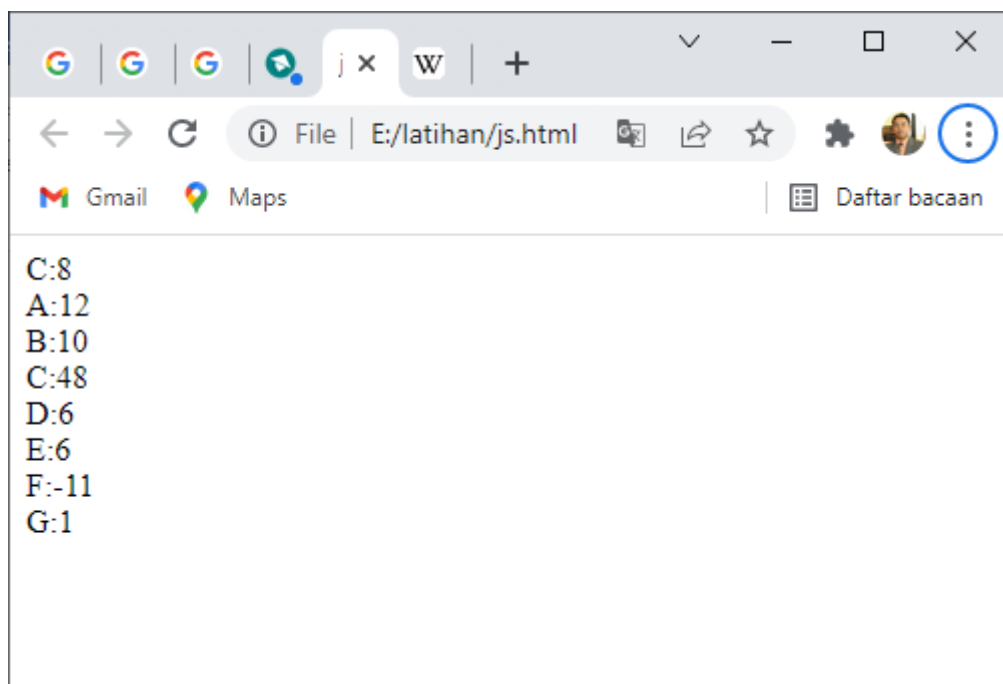 j
W
File E:/latihan/js.html
Gmail Maps Daftar bacaan
C:8
A:12
B:10
C:48
D:6
E:6
F:-11
G:1